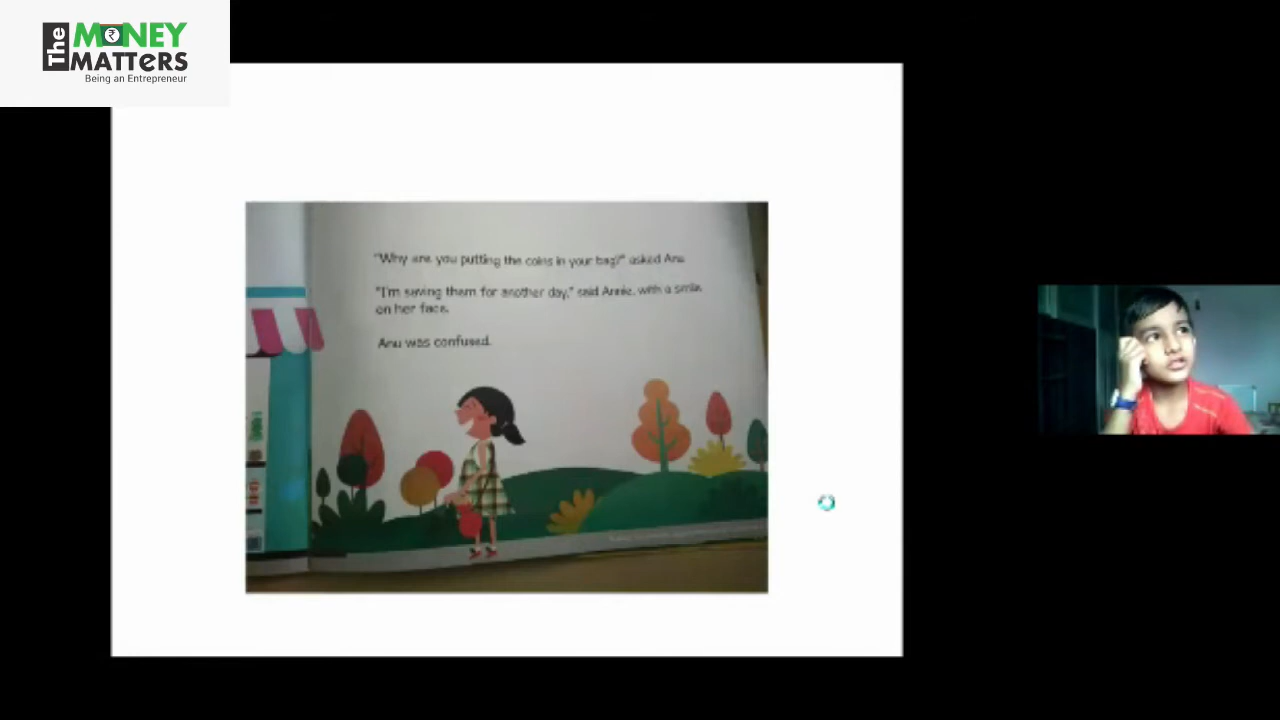 The MONEY
MATTERS
Being an Entrepreneur
"Why are you putting the coins in your bag?" asked Anu.
"I'm saving them for another day," said Annie, with a smile
on her face.
Anu was confused.